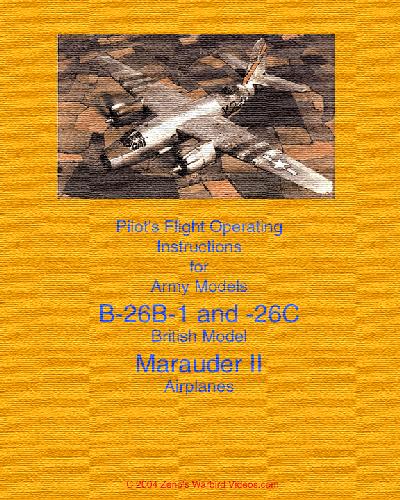 Pilot's Flight Operating
Instructions
for
Army Models
B-26B-1 and -26C
British Model
Marauder II
Airplanes
© 2004 Zeno's Warbird Videos.com